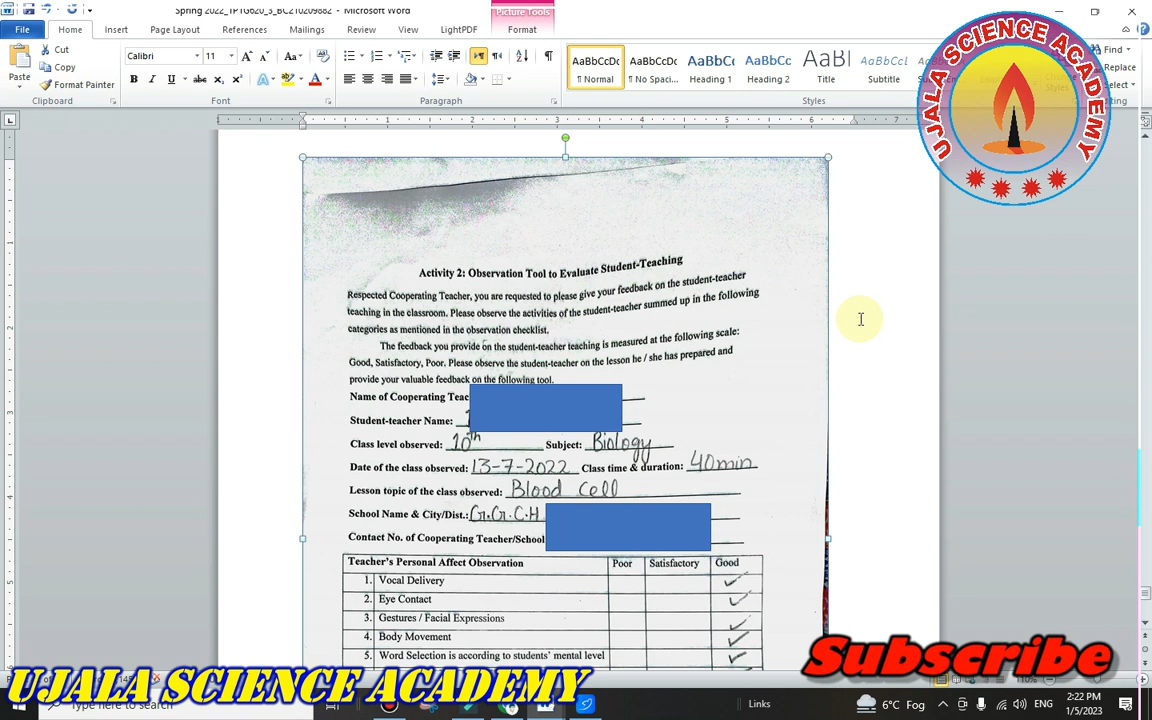 Spring 2022_TPTG620_3_BC210209882 - Microsoft Word
Picture Tools
File Home Insert Page Layout References Mailings Review View LightPDF Format
Paste Cut Copy Format Painter
Clipboard
Calibri 11
B I U abc
Font
Paragraph
AaBbCcDc AaBbCcDc AaBbCc AaBbCc AaBl AaBbCcl
¶ Normal ¶ No Spaci... Heading 1 Heading 2 Title Subtitle
Styles
Find
Replace
Select
UJALA SCIENCE ACADEMY
Activity 2: Observation Tool to Evaluate Student-Teaching
Respected Cooperating Teacher, you are requested to please give your feedback on the student-teacher
teaching in the classroom. Please observe the activities of the student-teacher summed up in the following
categories as mentioned in the observation checklist.
The feedback you provide on the student-teacher teaching is measured at the following scale:
Good, Satisfactory, Poor. Please observe the student-teacher on the lesson he / she has prepared and
provide your valuable feedback on the following tool.
Name of Cooperating Teac
Student-teacher Name:
Class level observed: 10th Subject: Biology
Date of the class observed: 13-7-2022 Class time & duration: 40min
Lesson topic of the class observed: Blood Cell
School Name & City/Dist.: G.G.C.H
Contact No. of Cooperating Teacher/School
Teacher's Personal Affect Observation Poor Satisfactory Good
1. Vocal Delivery
2. Eye Contact
3. Gestures / Facial Expressions
4. Body Movement
5. Word Selection is according to students' mental level
UJALA SCIENCE ACADEMY
Subscribe
Type here to search
Links
6°C Fog
ENG
2:22 PM
1/5/2023